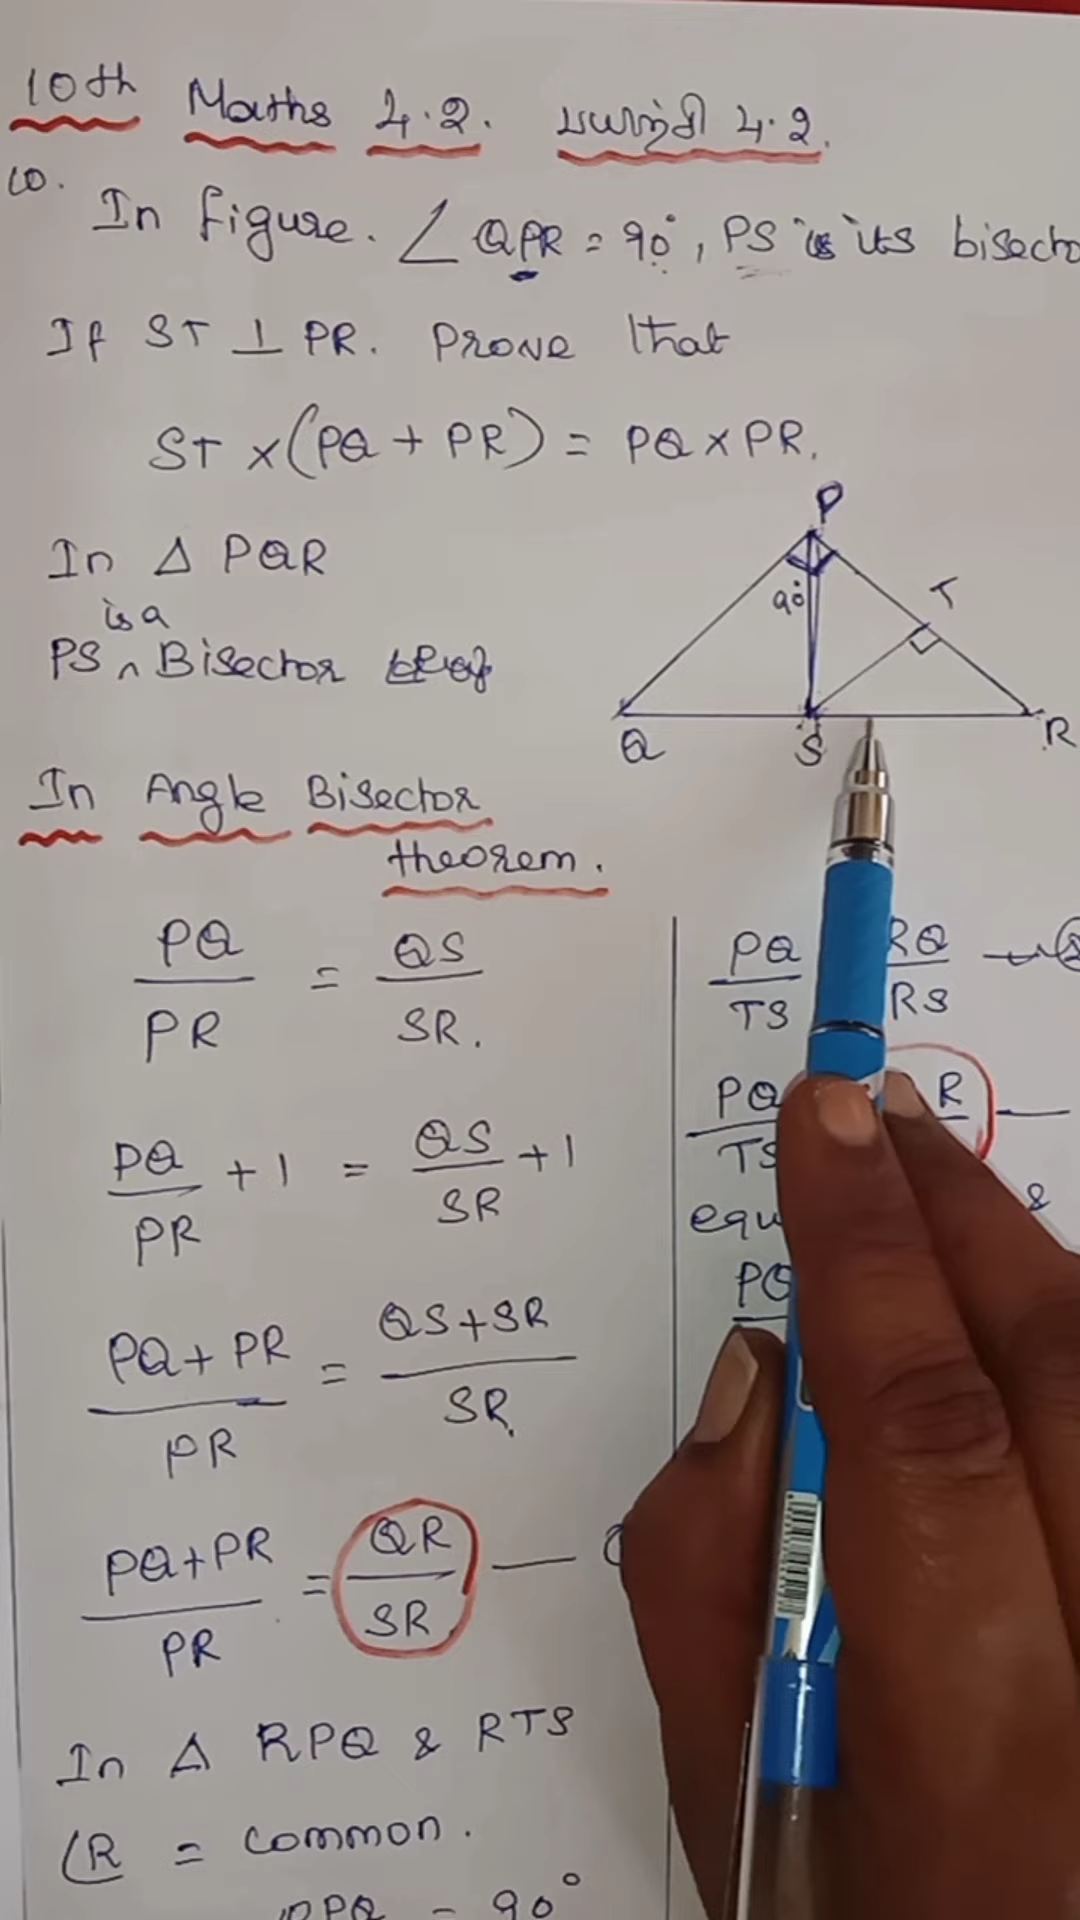 10th Maths 4.2. பயிற்சி 4.2.
10.
In figure. ∠QPR = 90°, PS is its
If ST ⊥ PR. Prove that
ST × (PQ + PR) = PQ × PR.
In Δ PQR
is a
PS ^ Bisector
P
90°
T
Q
S
R
In Angle Bisector
theorem.
PQ/PR = QS/SR.
PQ/PR + 1 = QS/SR + 1
PQ + PR/PR = QS + SR/SR.
PQ + PR/PR = QR/SR —
In Δ RPQ & RTS
∠R = common.
RPQ = 90°
PQ/TS RQ/RS
PQ/TS R —
&